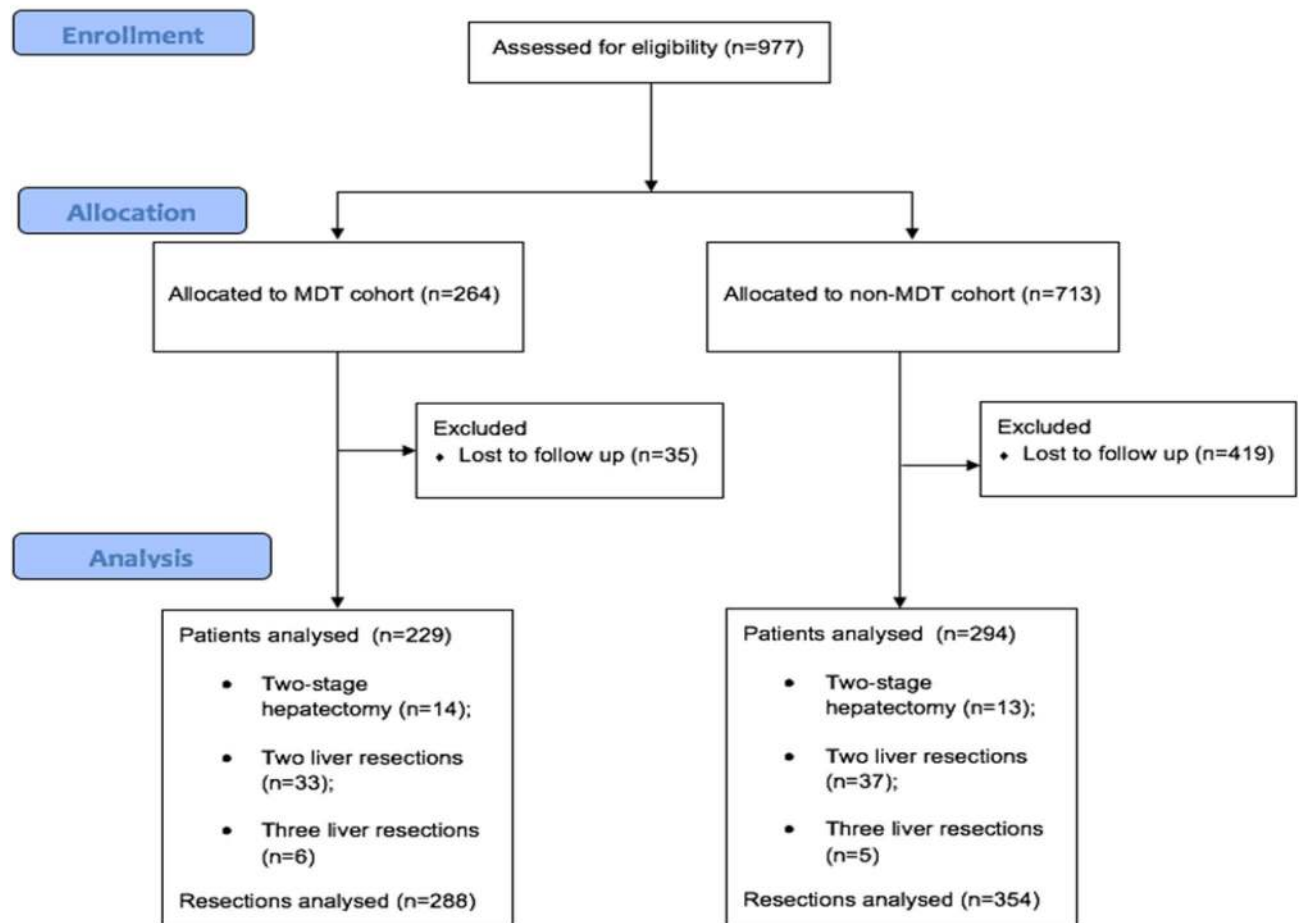 Enrollment
Assessed for eligibility (n=977)
Allocation
Allocated to MDT cohort (n=264)
Allocated to non-MDT cohort (n=713)
Excluded
⬥ Lost to follow up (n=35)
Excluded
⬥ Lost to follow up (n=419)
Analysis
Patients analysed (n=229)
• Two-stage
hepatectomy (n=14);
• Two liver resections
(n=33);
• Three liver resections
(n=6)
Resections analysed (n=288)
Patients analysed (n=294)
• Two-stage
hepatectomy (n=13);
• Two liver resections
(n=37);
• Three liver resections
(n=5)
Resections analysed (n=354)